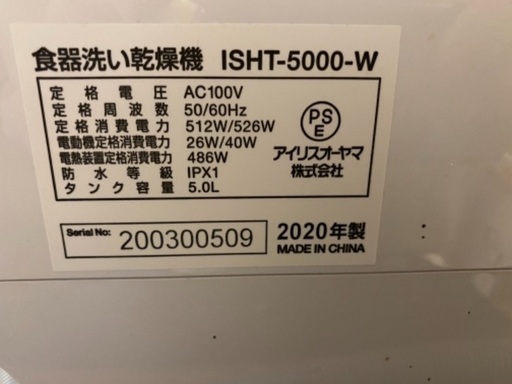 食器洗い乾燥機 ISHT-5000-W
定格電圧 AC100V
定格周波数 50/60Hz
定格消費電力 512W/526W
電動機定格消費電力 26W/40W
電熱装置定格消費電力 486W
防水等級 IPX1
タンク容量 5.0L
PSE
アイリスオーヤマ
株式会社
Serial No: 200300509
2020年製
MADE IN CHINA